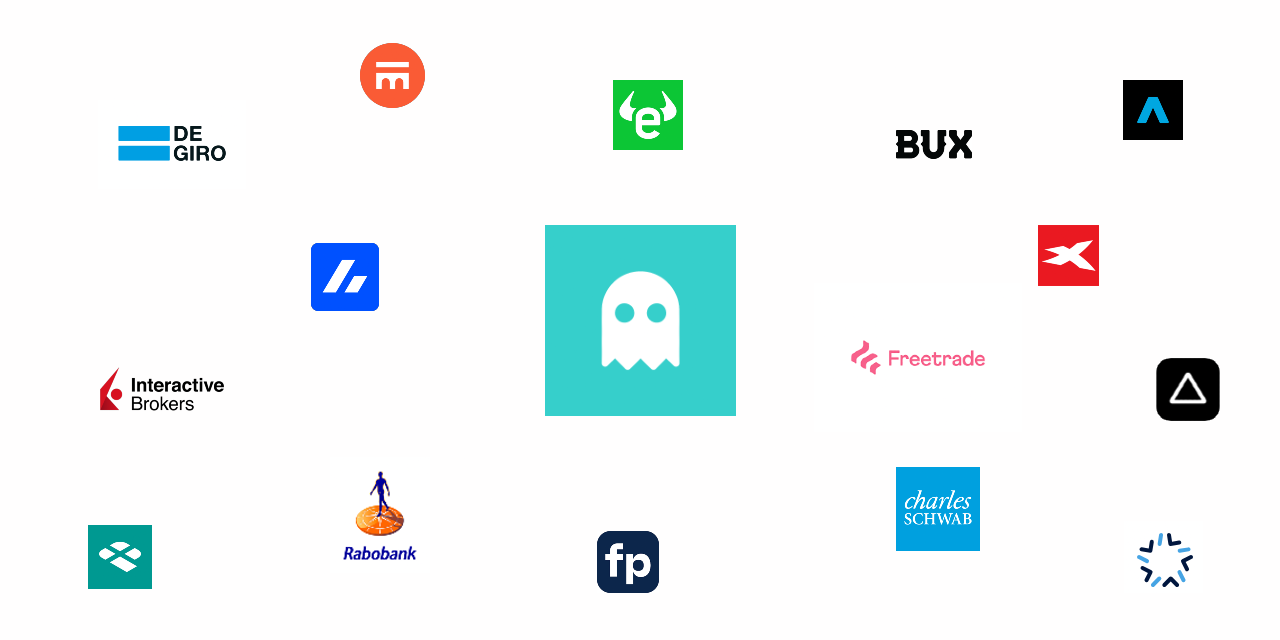 DE
GIRO
e
BUX
Freetrade
Interactive
Brokers
charles
SCHWAB
Rabobank
fp